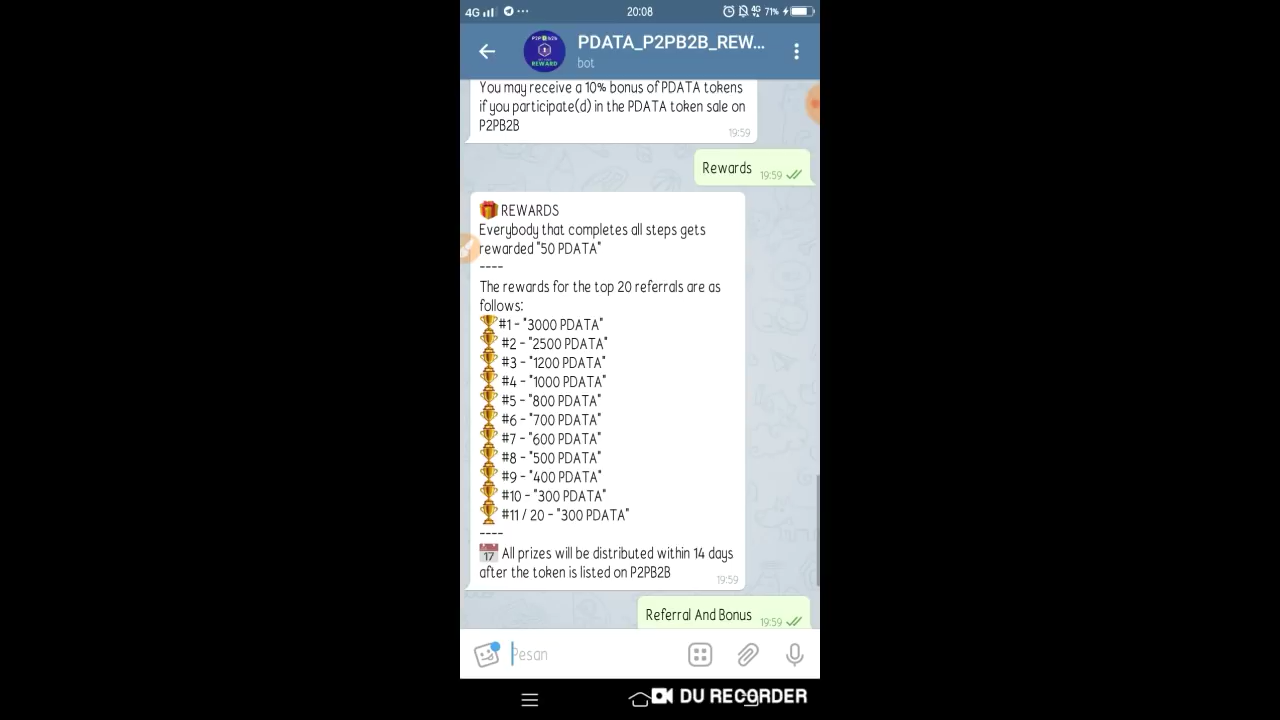 4G
20:08
4G
71%
PDATA_P2PB2B_REW...
bot
You may receive a 10% bonus of PDATA tokens
if you participate(d) in the PDATA token sale on
P2PB2B
19:59
Rewards
19:59
REWARDS
Everybody that completes all steps gets
rewarded "50 PDATA"
----
The rewards for the top 20 referrals are as
follows:
#1 - "3000 PDATA"
#2 - "2500 PDATA"
#3 - "1200 PDATA"
#4 - "1000 PDATA"
#5 - "800 PDATA"
#6 - "700 PDATA"
#7 - "600 PDATA"
#8 - "500 PDATA"
#9 - "400 PDATA"
#10 - "300 PDATA"
#11 / 20 - "300 PDATA"
----
17 All prizes will be distributed within 14 days
after the token is listed on P2PB2B
19:59
Referral And Bonus
19:59
Pesan
DU RECORDER